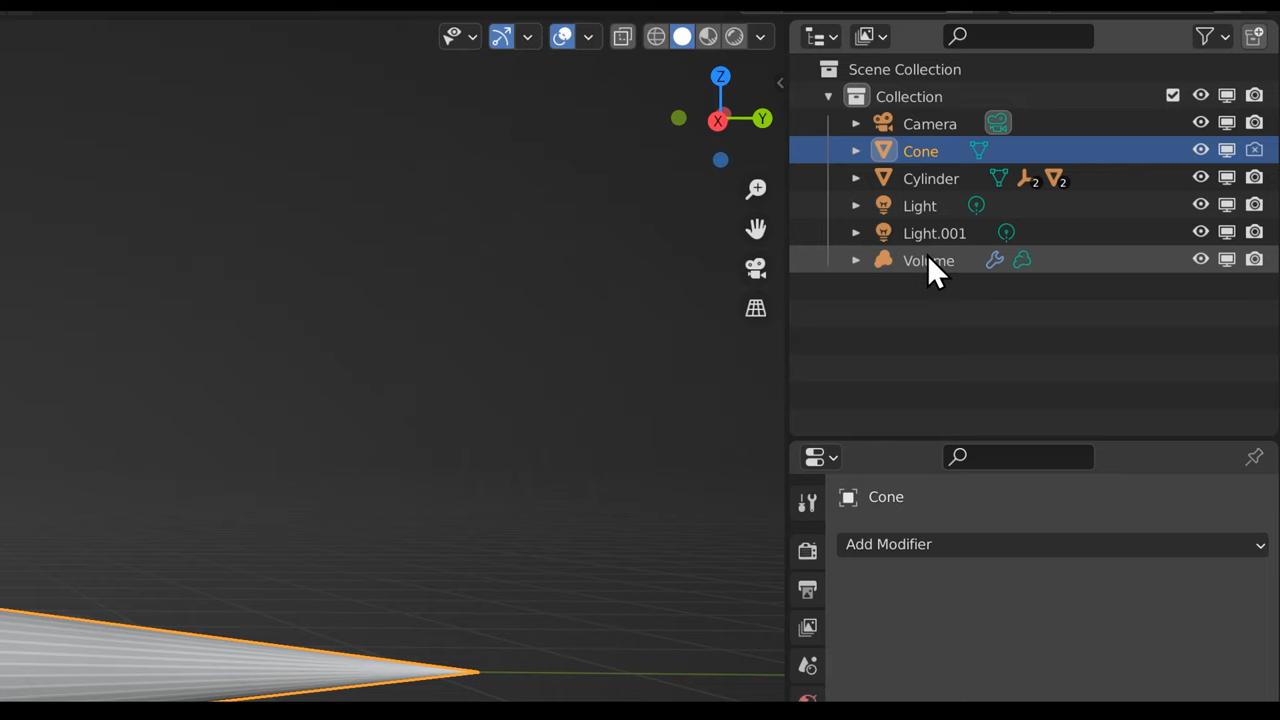 Z
X
Y
Scene Collection
Collection
Camera
Cone
Cylinder 2 2
Light
Light.001
Volume
Cone
Add Modifier